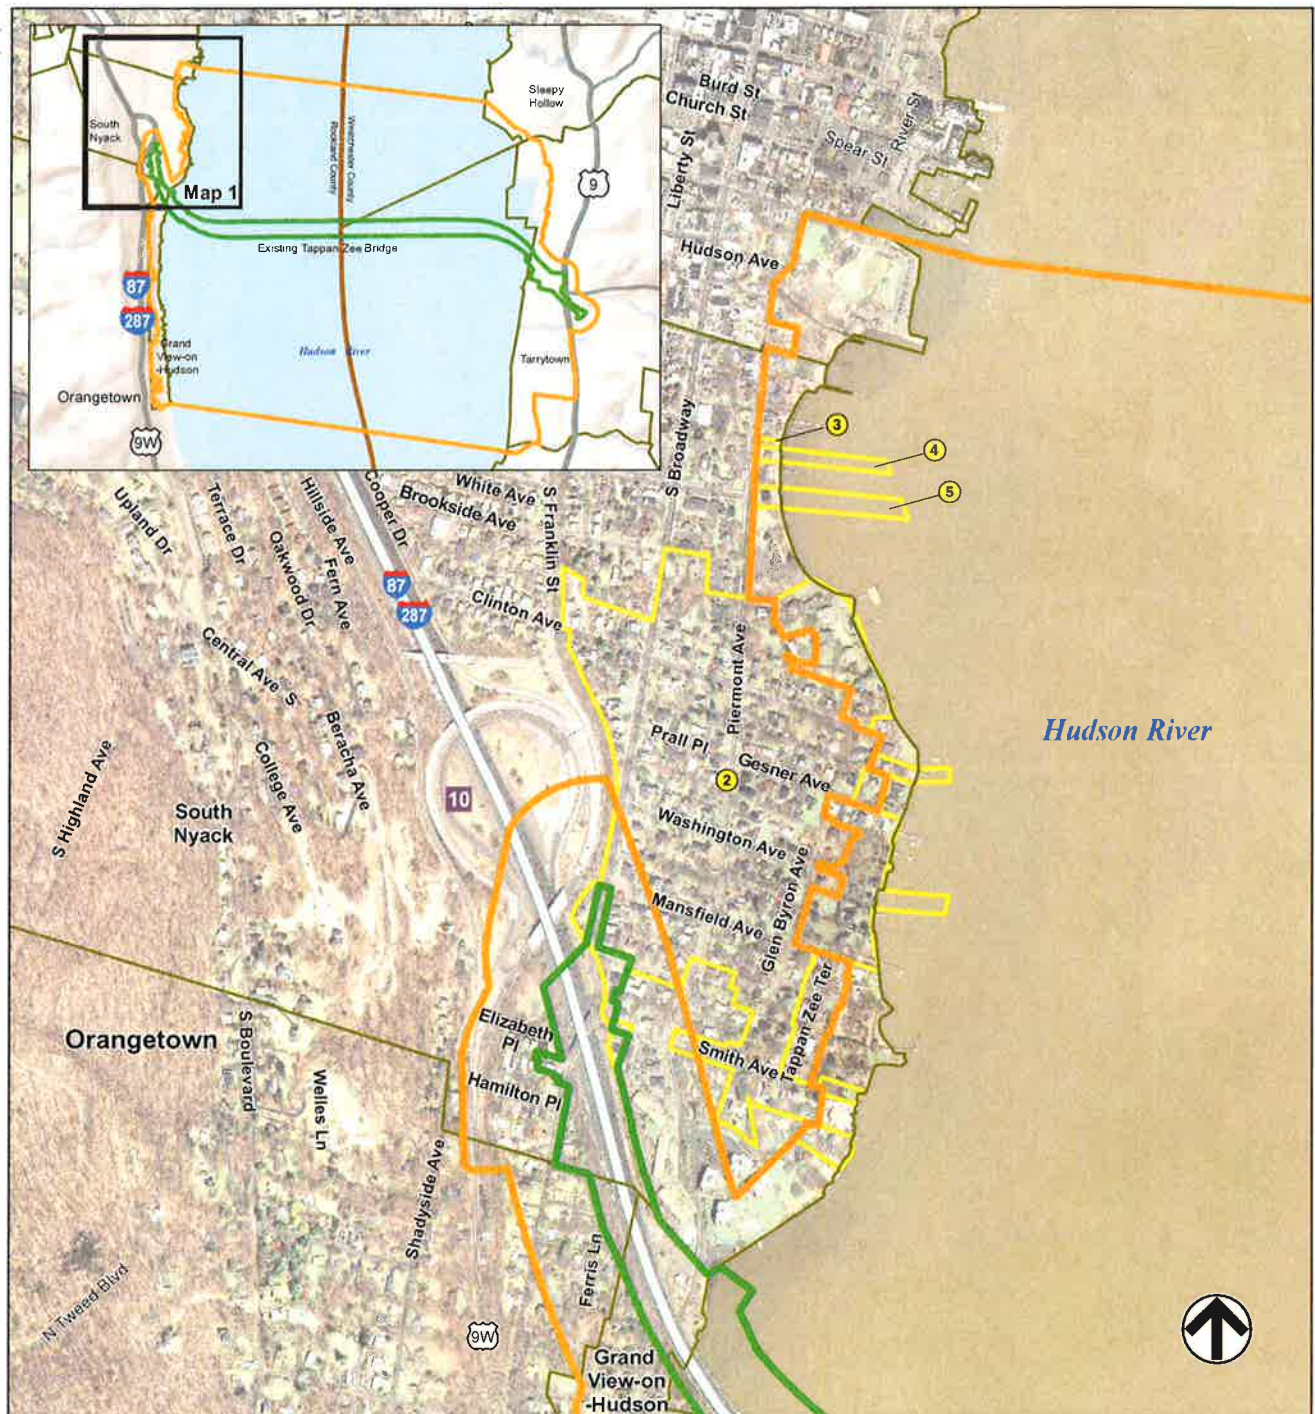 Sleepy
Hollow
South
Nyack
Westchester County
Rockland County
9
Map 1
Existing Tappan Zee Bridge
87
287
Grand
View-on
-Hudson
Hudson River
Tarrytown
Orangetown
9W
Burd St
Church St
River St
Spear St
Liberty St
Hudson Ave
S Broadway
3
4
5
White Ave
Brookside Ave
Cooper Dr
S Franklin St
Hillside Ave
Terrace Dr
Upland Dr
Oakwood Dr
Fern Ave
87
287
Clinton Ave
Central Ave S
Piermont Ave
Beracha Ave
Prall Pl
Gesner Ave
Hudson River
2
S Highland Ave
College Ave
10
South
Nyack
Washington Ave
Glen Byron Ave
Mansfield Ave
Tappan Zee Ter
Elizabeth
Pl
Orangetown
S Boulevard
Smith Ave
Hamilton Pl
Welles Ln
Shadyside Ave
Ferris Ln
N Tweed Blvd
9W
Grand
View-on
-Hudson